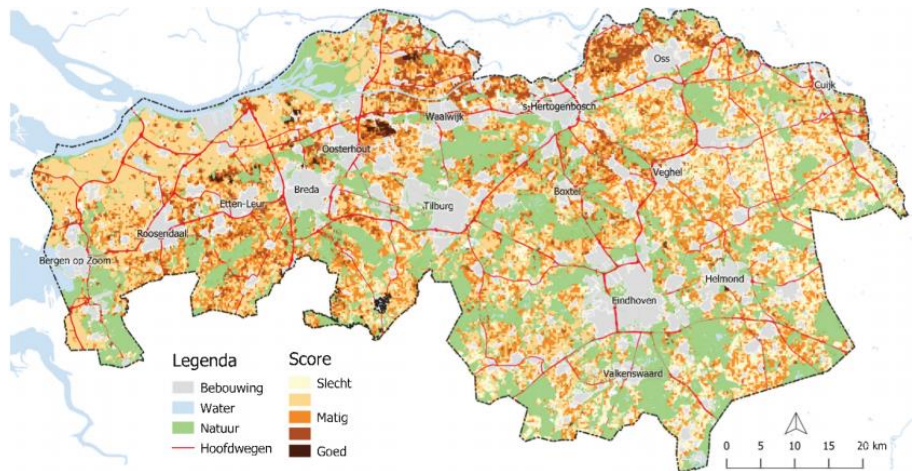 Oss
Cuijk
's-Hertogenbosch
Waalwijk
Oosterhout
Veghel
Breda
Boxtel
Etten-Leur
Tilburg
Roosendaal
Bergen op Zoom
Helmond
Eindhoven
Valkenswaard
Legenda
Bebouwing
Water
Natuur
Hoofdwegen
Score
Slecht
Matig
Goed
0 5 10 15 20 km